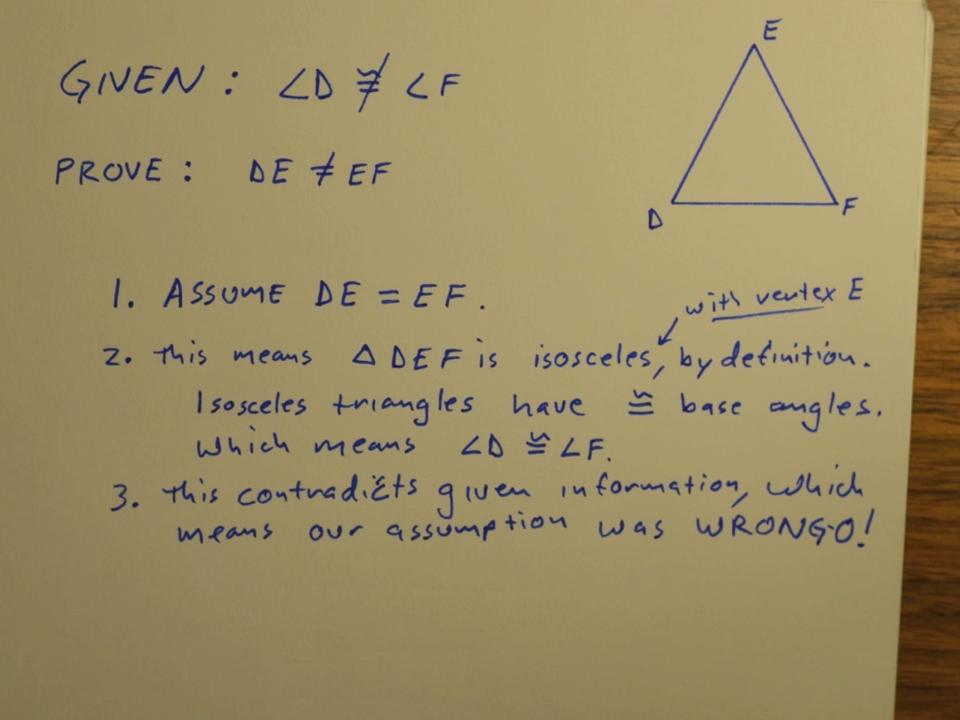 GIVEN : ∠D ≇ ∠F
PROVE : DE ≠ EF
E
D
F
1. ASSUME DE = EF.
with vertex E
2. This means △DEF is isosceles, by definition.
Isosceles triangles have ≅ base angles.
Which means ∠D ≅ ∠F.
3. This contradicts given information, which
means our assumption was WRONGO!